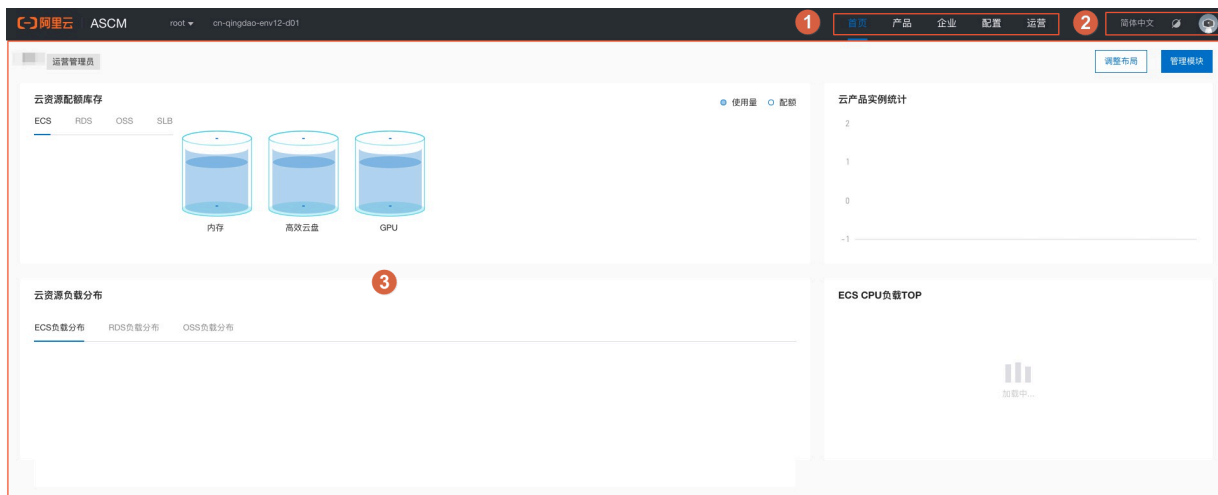 阿里云 ASCM root cn-qingdao-env12-d01 1 首页 产品 企业 配置 运营 2 简体中文
运营管理员 调整布局 管理模块
云资源配额库存 使用量 配额
ECS RDS OSS SLB
- - -
- - -
内存 高效云盘 GPU
云产品实例统计
2
1
0
-1
3
云资源负载分布
ECS负载分布 RDS负载分布 OSS负载分布
ECS CPU负载TOP
加载中...